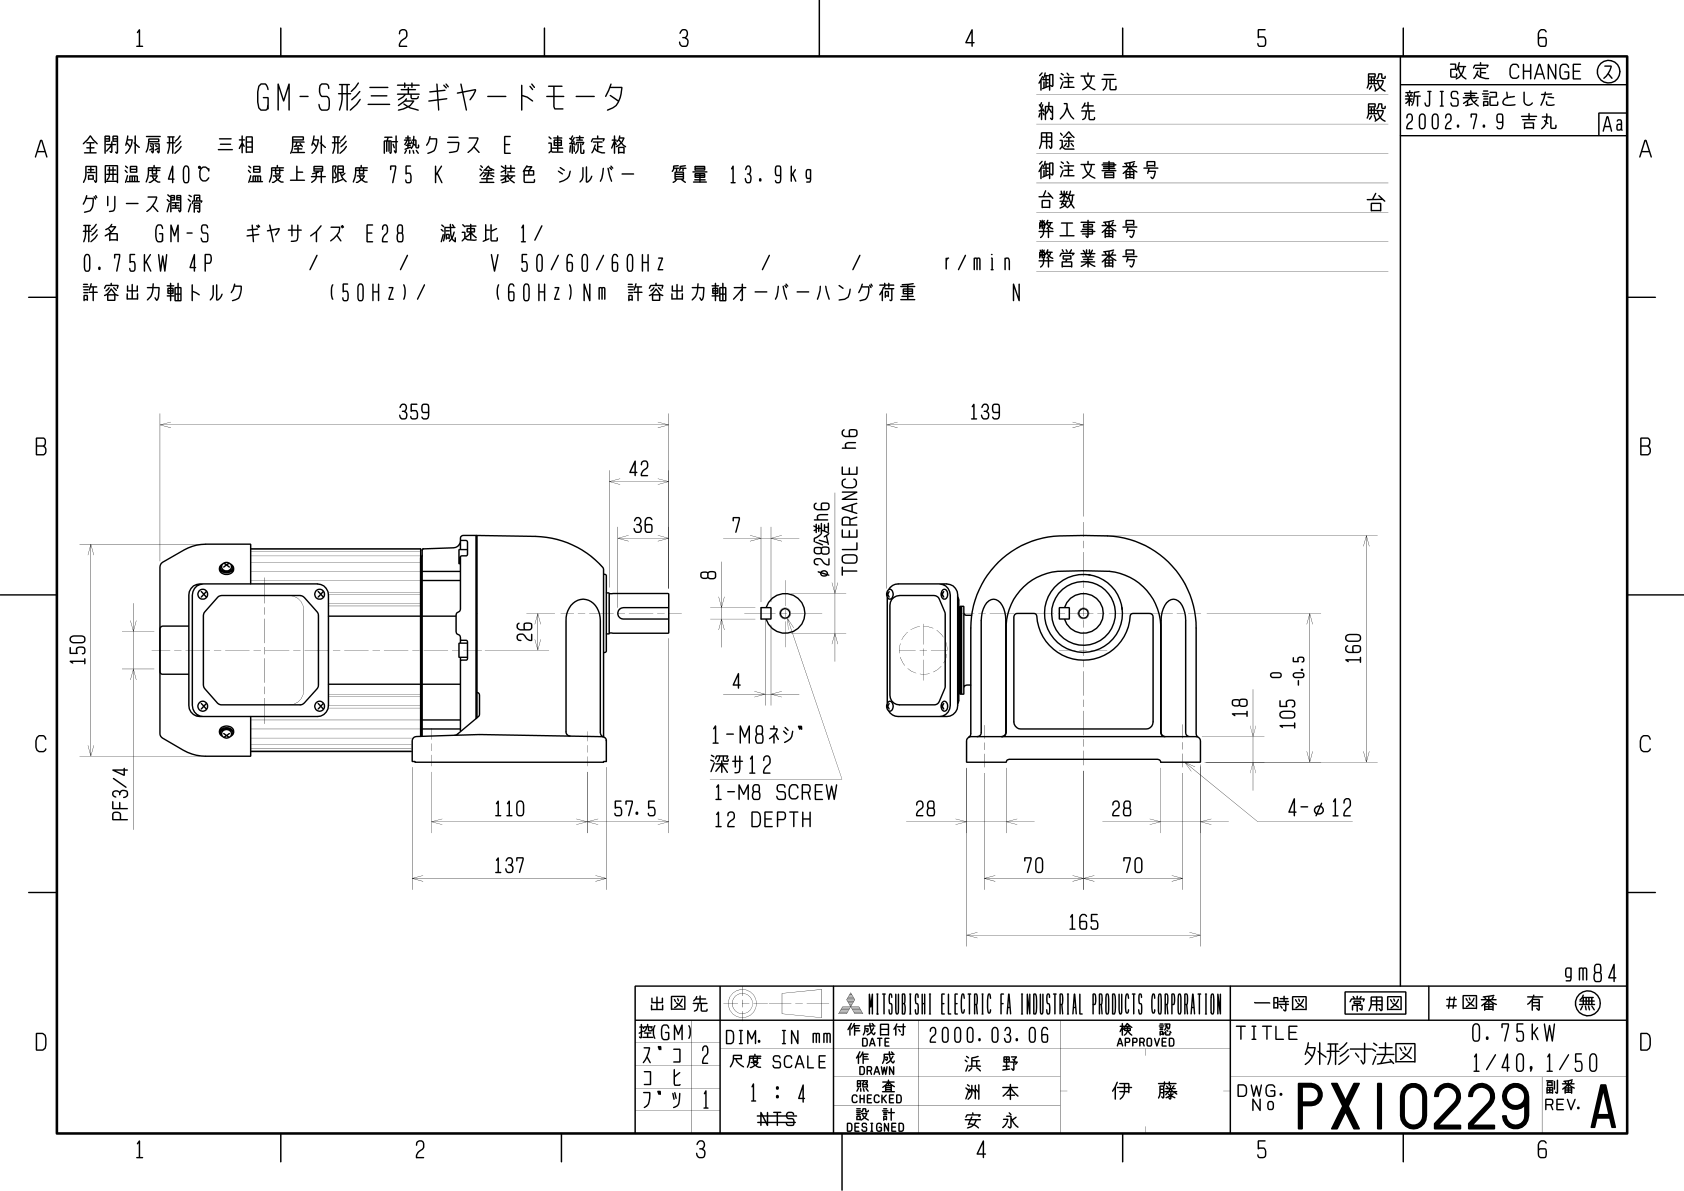 1 2 3 4 5 6
改定 CHANGE ス
新JIS表記とした
2002.7.9 吉丸 Aa
GM-S形三菱ギヤードモータ
全閉外扇形 三相 屋外形 耐熱クラス E 連続定格
周囲温度40℃ 温度上昇限度 75 K 塗装色 シルバー 質量 13.9kg
グリース潤滑
形名 GM-S ギヤサイズ E28 減速比 1/
0.75KW 4P / / V 50/60/60Hz / / r/min
許容出力軸トルク (50Hz)/ (60Hz)Nm 許容出力軸オーバーハング荷重 N
御注文元 殿
納入先 殿
用途
御注文書番号
台数 台
弊工事番号
弊営業番号
A A
B B
C C
D D
359
42
36
26
150
PF3/4
110
57.5
137
7
8
4
φ28公差h6
TOLERANCE h6
1-M8ネジ
深サ12
1-M8 SCREW
12 DEPTH
139
160
105 0 -0.5
18
28
28
4-φ12
70
70
165
gm84
出図先
控(GM)
ズコ 2
コヒ
ブツ 1
DIM. IN mm
尺度 SCALE
1 : 4
NTS
MITSUBISHI ELECTRIC FA INDUSTRIAL PRODUCTS CORPORATION
作成日付 DATE 2000.03.06
作成 DRAWN 浜野
照査 CHECKED 洲本
設計 DESIGNED 安永
検認 APPROVED
伊藤
一時図 常用図 #図番 有 無
TITLE 0.75kW
外形寸法図 1/40,1/50
DWG. No PX10229 副番 REV. A
1 2 3 4 5 6